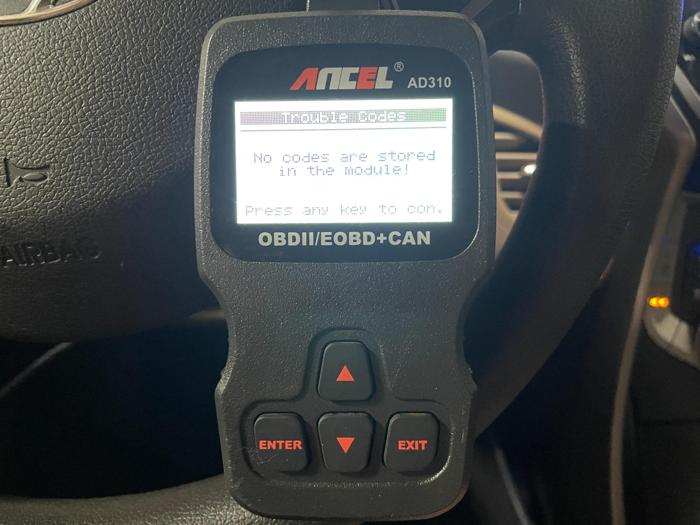 ANCEL® AD310
Trouble Codes
No codes are stored
in the module!
Press any key to con.
OBDII/EOBD+CAN
AIRBAG
ENTER
EXIT